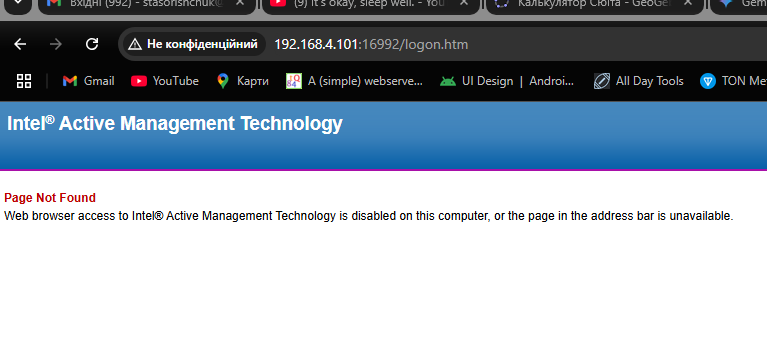 Вхідні (992) - stasonshchuk@
(9) it's okay, sleep well. - You
Калькулятор Сюїта - GeoGe
Gem
Не конфіденційний 192.168.4.101:16992/logon.htm
Gmail YouTube Карти A (simple) webserve... UI Design | Androi... All Day Tools TON Me
Intel® Active Management Technology
Page Not Found
Web browser access to Intel® Active Management Technology is disabled on this computer, or the page in the address bar is unavailable.